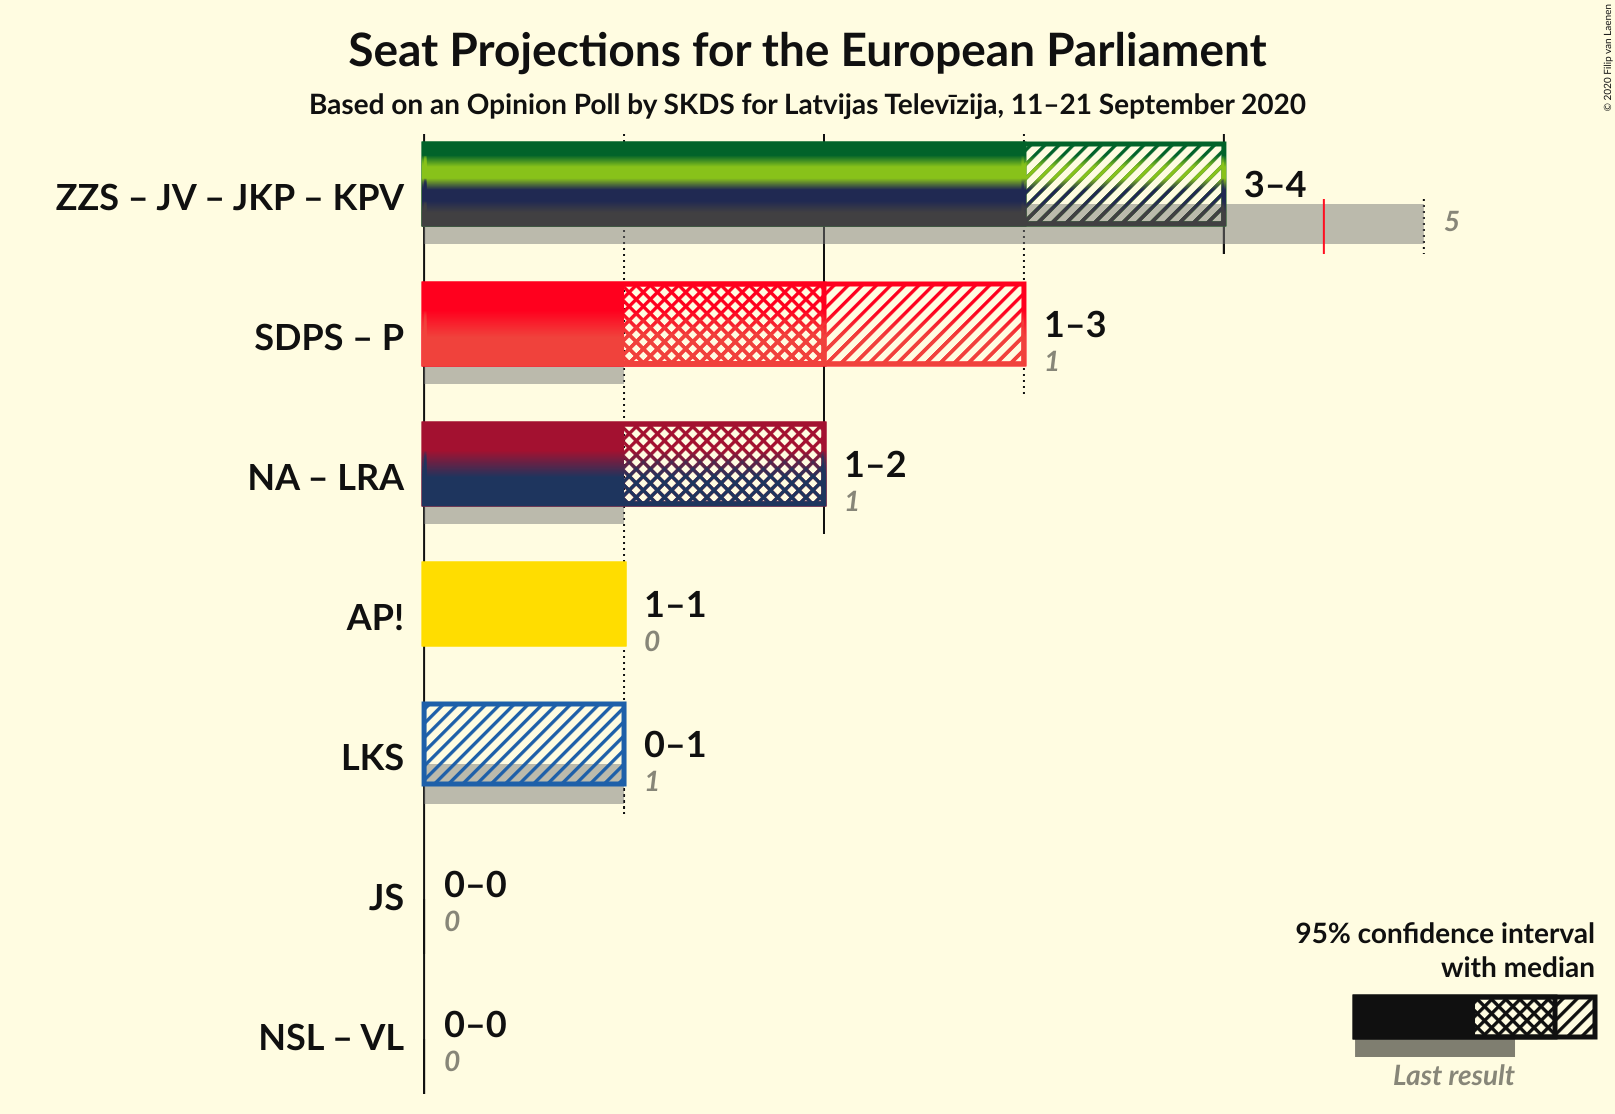 Seat Projections for the European Parliament
Based on an Opinion Poll by SKDS for Latvijas Televīzija, 11–21 September 2020
© 2020 Filip van Laenen
ZZS – JV – JKP – KPV
3–4
5
SDPS – P
1–3
1
NA – LRA
1–2
1
AP!
1–1
0
LKS
0–1
1
JS
0–0
0
NSL – VL
0–0
0
95% confidence interval
with median
Last result